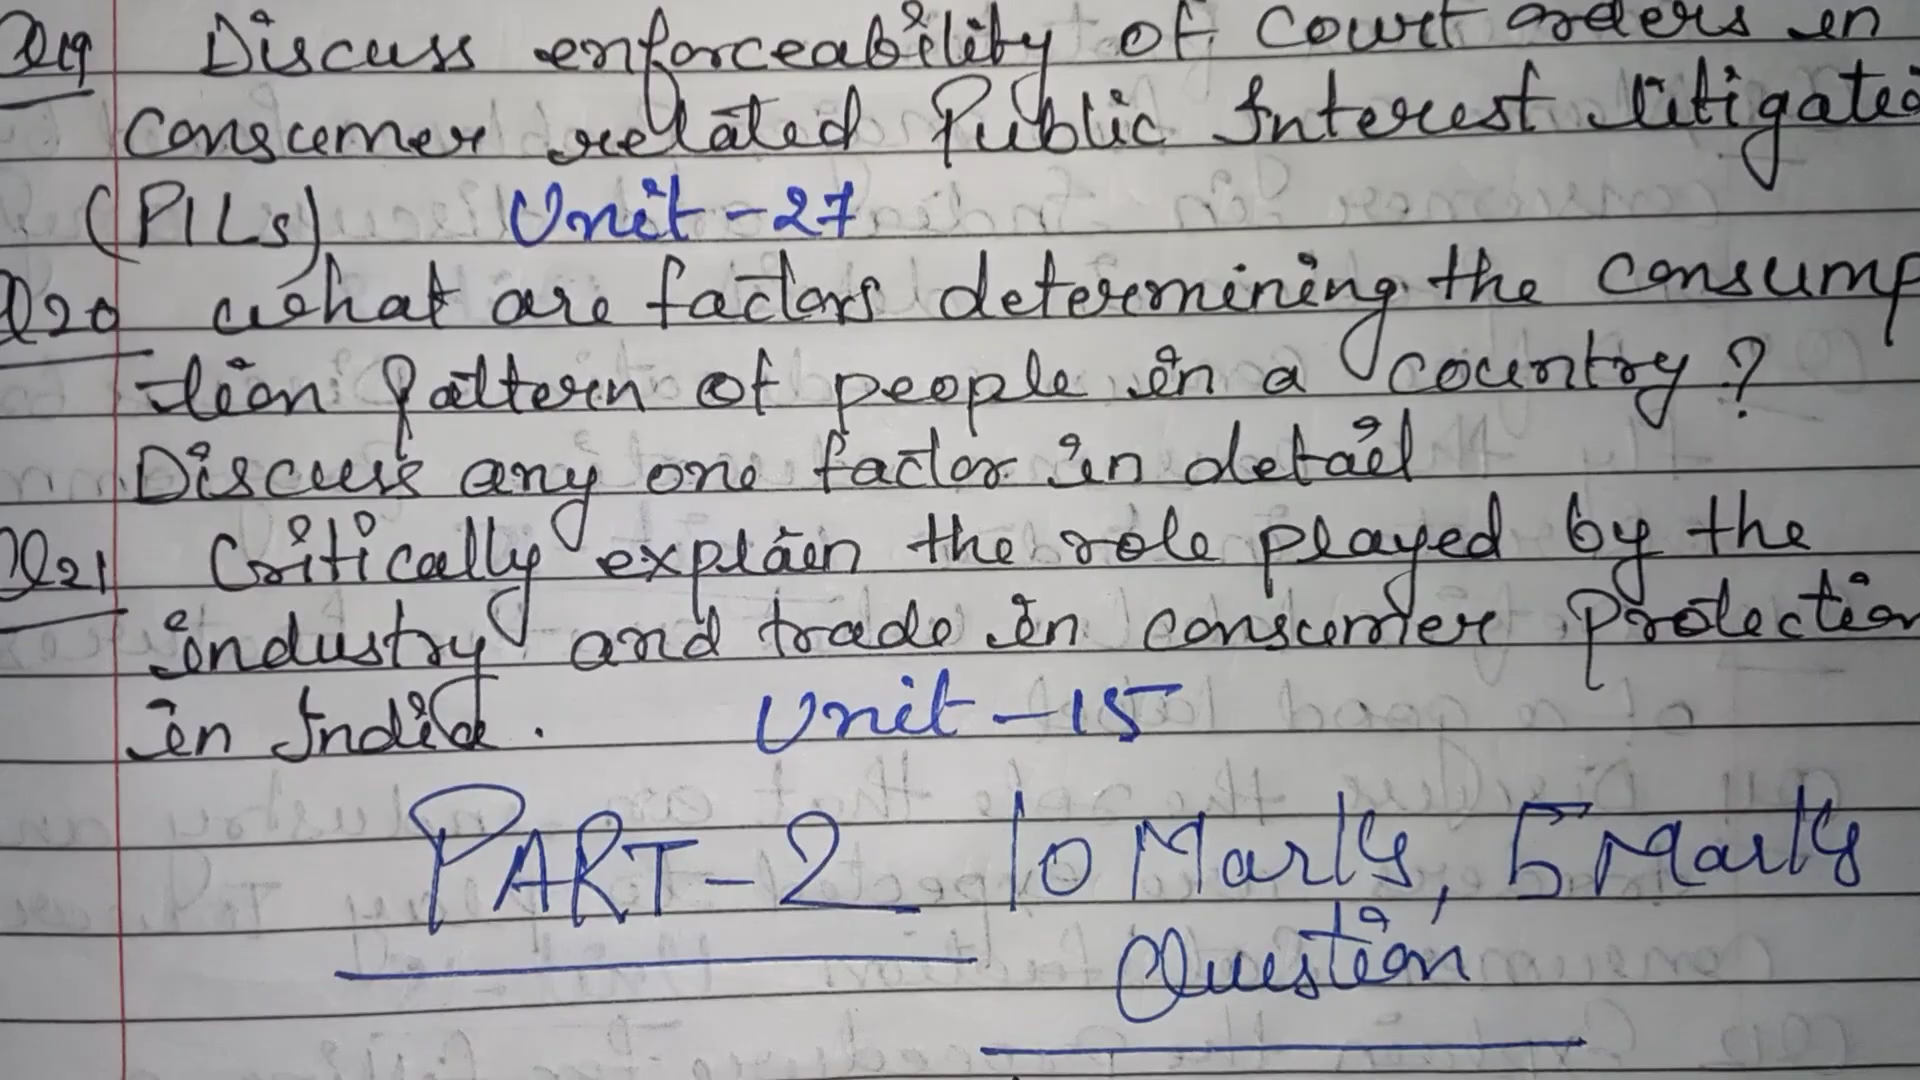 Q19 Discuss enforceability of Court orders in
Consumer related Public Interest litigatio
(PILs) Unit-27
Q20 what are factors determining the consump
tion Pattern of people in a country?
Discuss any one factor in detail
Q21 Critically explain the role played by the
industry and trade in consumer Protection
in India. Unit-15
PART-2 10 Marks, 5 Marks
Question